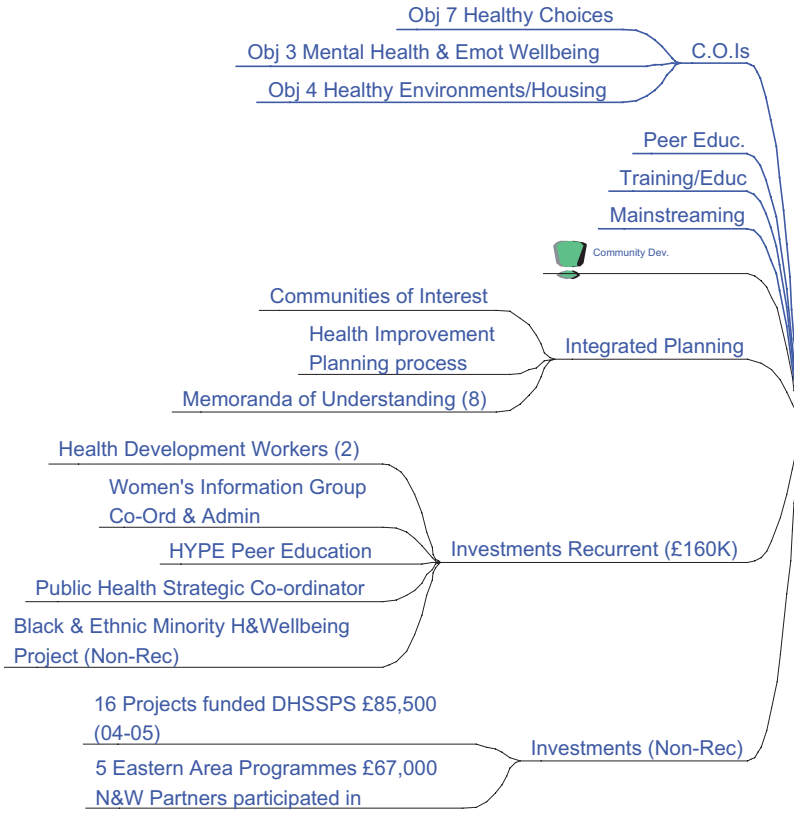 Obj 7 Healthy Choices
Obj 3 Mental Health & Emot Wellbeing
C.O.Is
Obj 4 Healthy Environments/Housing
Peer Educ.
Training/Educ
Mainstreaming
Community Dev.
Communities of Interest
Health Improvement
Planning process
Integrated Planning
Memoranda of Understanding (8)
Health Development Workers (2)
Women's Information Group
Co-Ord & Admin
HYPE Peer Education
Investments Recurrent (£160K)
Public Health Strategic Co-ordinator
Black & Ethnic Minority H&Wellbeing
Project (Non-Rec)
16 Projects funded DHSSPS £85,500
(04-05)
Investments (Non-Rec)
5 Eastern Area Programmes £67,000
N&W Partners participated in